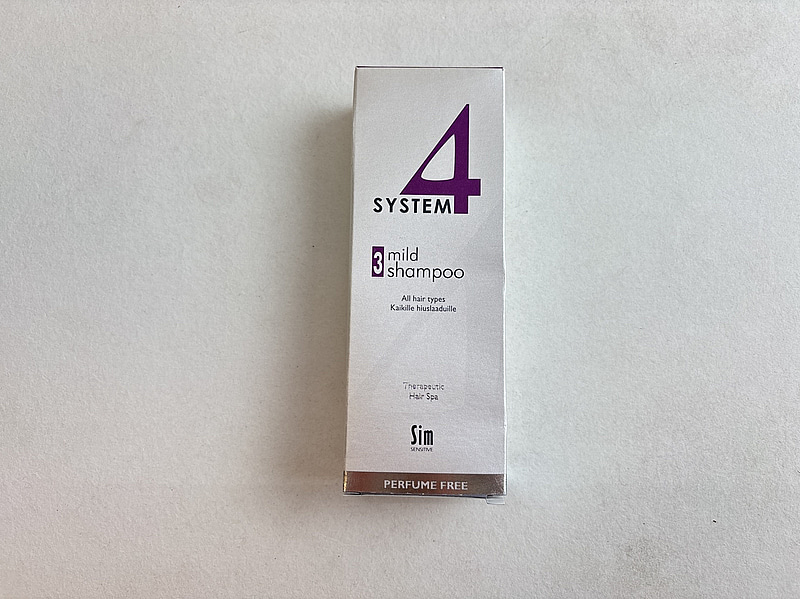 4
SYSTEM
3 mild
shampoo
All hair types
Kaikille hiuslaaduille
Therapeutic
Hair Spa
Sim
SENSITIVE
PERFUME FREE